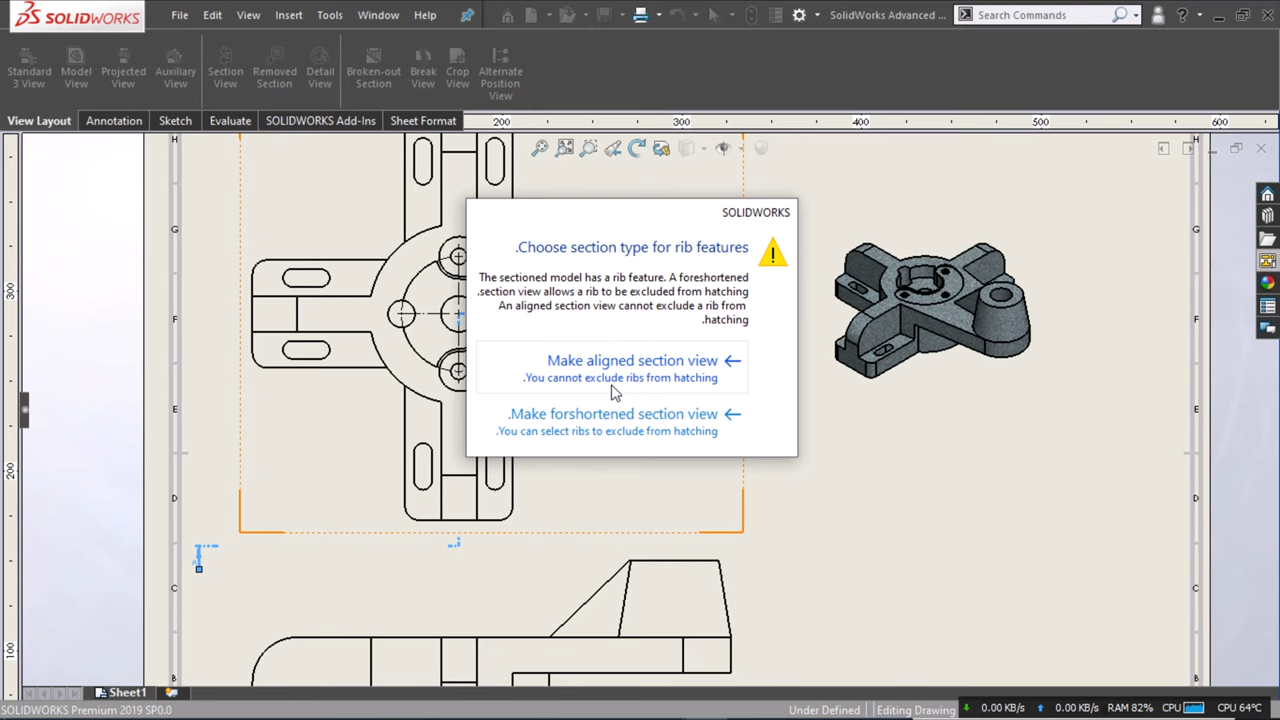 SOLIDWORKS
File Edit View Insert Tools Window Help
SolidWorks Advanced ...
Search Commands
?
Standard 3 View
Model View
Projected View
Auxiliary View
Section View
Removed Section
Detail View
Broken-out Section
Break View
Crop View
Alternate Position View
View Layout Annotation Sketch Evaluate SOLIDWORKS Add-Ins Sheet Format
200 300 400 500 600
H H
SOLIDWORKS
G G
.Choose section type for rib features
The sectioned model has a rib feature. A foreshortened
.section view allows a rib to be excluded from hatching
An aligned section view cannot exclude a rib from
.hatching
300
F F
Make aligned section view
.You cannot exclude ribs from hatching
E E
.Make forshortened section view
.You can select ribs to exclude from hatching
200
D D
C C
100
B B
Sheet1
SOLIDWORKS Premium 2019 SP0.0
Under Defined
Editing Drawing
0.00 KB/s 0.00 KB/s RAM 82% CPU CPU 64°C